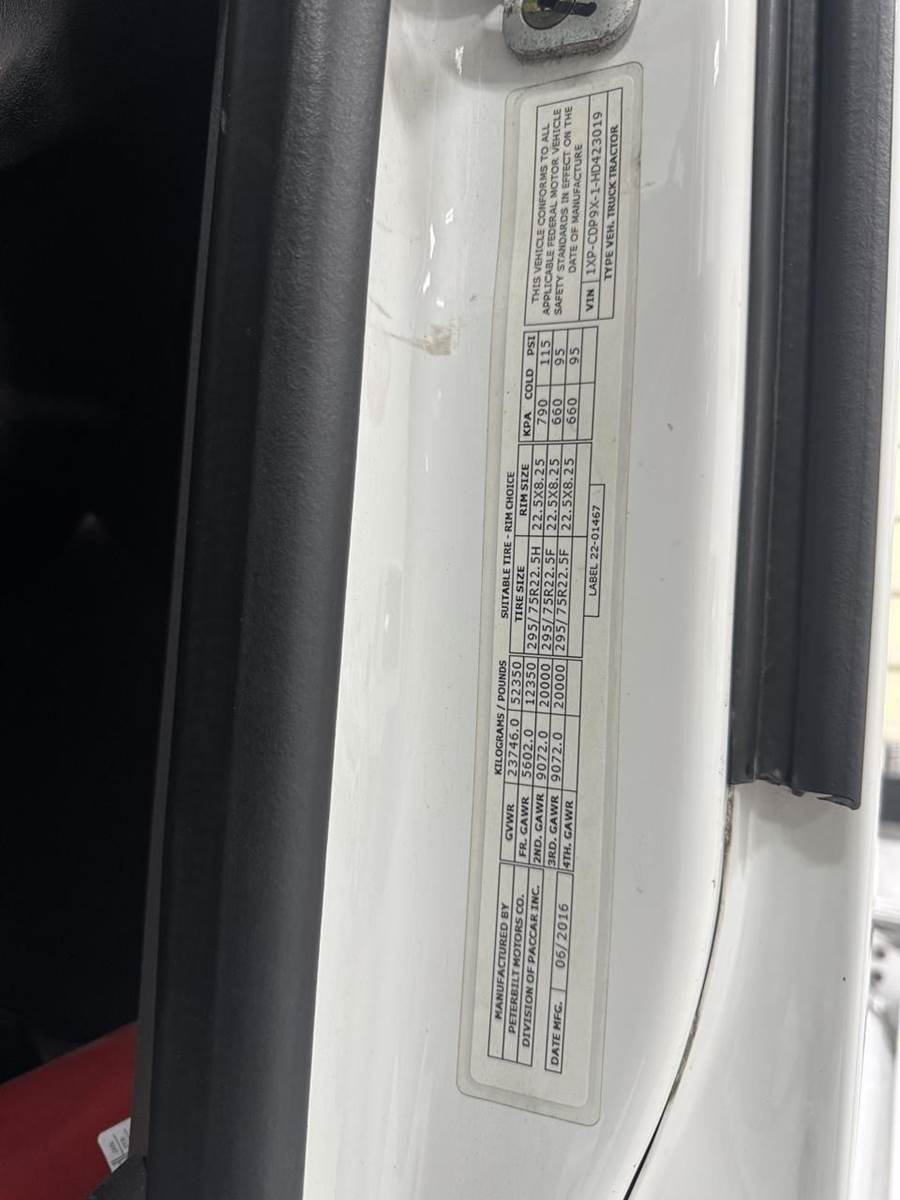 MANUFACTURED BY
PETERBILT MOTORS CO.
DIVISION OF PACCAR INC.
DATE MFG. 06/2016
KILOGRAMS / POUNDS
GVWR 23746.0 52350
FR. GAWR 5602.0 12350
2ND. GAWR 9072.0 20000
3RD. GAWR 9072.0 20000
4TH. GAWR
SUITABLE TIRE - RIM CHOICE
TIRE SIZE RIM SIZE KPA COLD PSI
295/75R22.5H 22.5X8.25 790 115
295/75R22.5F 22.5X8.25 660 95
295/75R22.5F 22.5X8.25 660 95
LABEL 22-01467
THIS VEHICLE CONFORMS TO ALL
APPLICABLE FEDERAL MOTOR VEHICLE
SAFETY STANDARDS IN EFFECT ON THE
DATE OF MANUFACTURE
VIN 1XP-CDP9X-1-HD423019
TYPE VEH. TRUCK TRACTOR